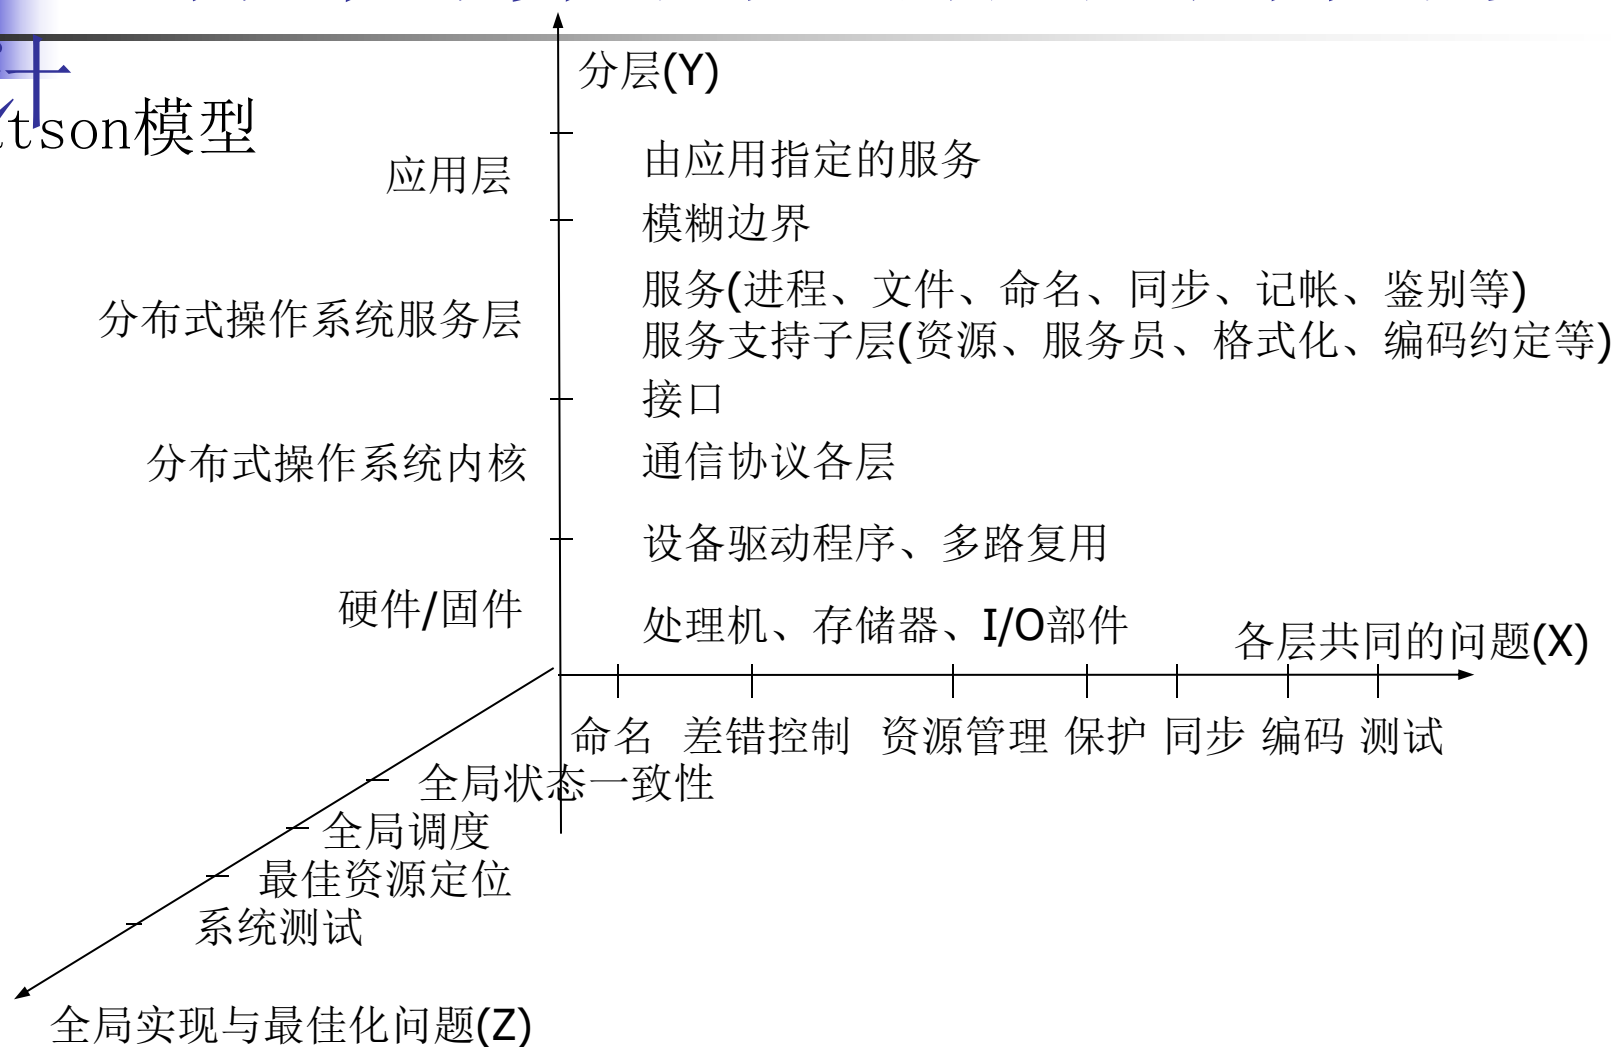 计
tson模型
分层(Y)
应用层
由应用指定的服务
模糊边界
分布式操作系统服务层
服务(进程、文件、命名、同步、记帐、鉴别等)
服务支持子层(资源、服务员、格式化、编码约定等)
接口
分布式操作系统内核
通信协议各层
设备驱动程序、多路复用
硬件/固件
处理机、存储器、I/O部件
各层共同的问题(X)
命名 差错控制 资源管理 保护 同步 编码 测试
全局状态一致性
全局调度
最佳资源定位
系统测试
全局实现与最佳化问题(Z)